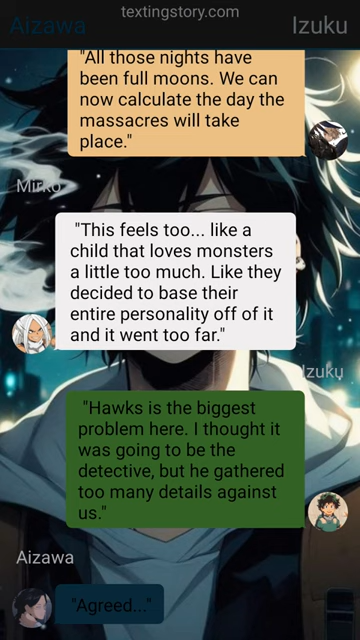 textingstory.com
Aizawa
Izuku
"All those nights have
been full moons. We can
now calculate the day the
massacres will take
place."
Mirko
"This feels too... like a
child that loves monsters
a little too much. Like they
decided to base their
entire personality off of it
and it went too far."
Izuku
"Hawks is the biggest
problem here. I thought it
was going to be the
detective, but he gathered
too many details against
us."
Aizawa
"Agreed..."